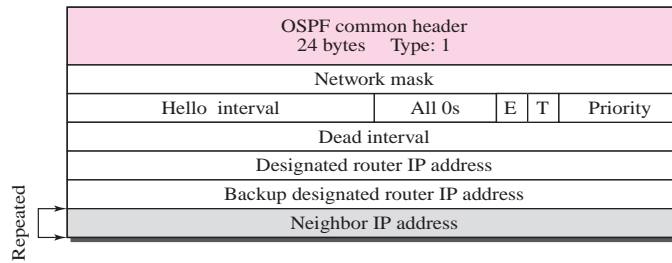 OSPF common header
24 bytes Type: 1
Network mask
Hello interval All 0s E T Priority
Dead interval
Designated router IP address
Backup designated router IP address
Neighbor IP address
Repeated